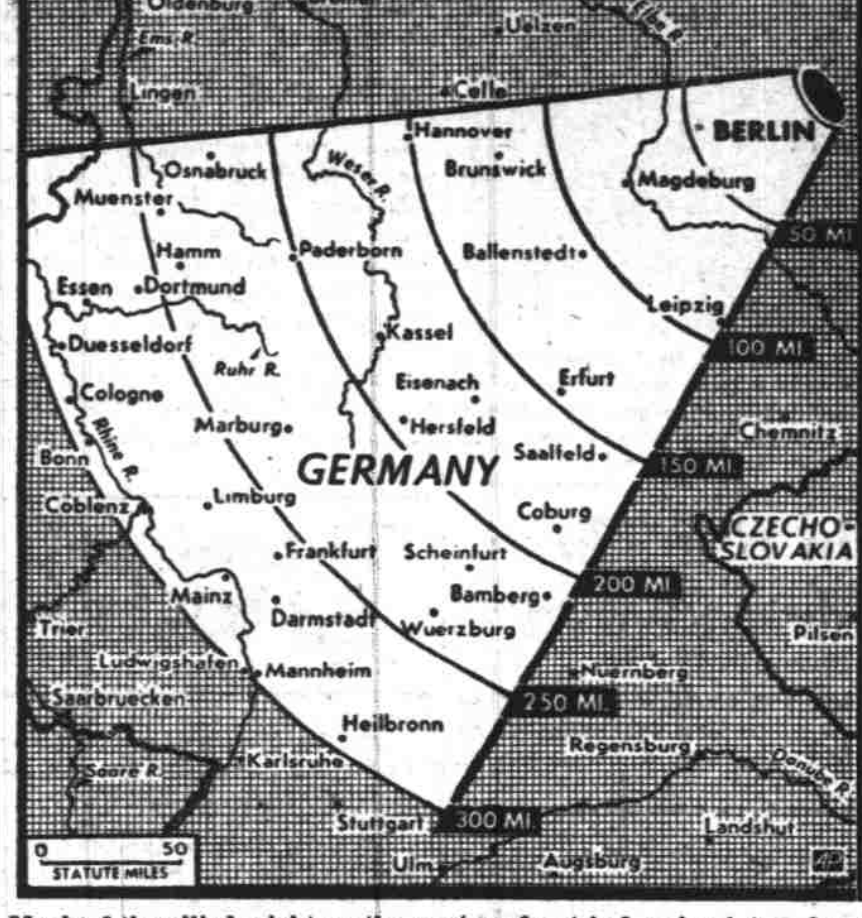 Oldenburg
Elbe R.
Uelzen
Ems R.
Lingen
Celle
Hannover
BERLIN
Weser R.
Osnabruck
Brunswick
Magdeburg
Muenster
50 MI.
Hamm
Paderborn
Ballenstedt
Essen
Dortmund
Leipzig
Kassel
Duesseldorf
100 MI.
Ruhr R.
Eisenach
Erfurt
Cologne
Marburg
Hersfeld
Chemnitz
Rhine R.
Saalfeld
Bonn
GERMANY
150 MI.
Limburg
Coblenz
Coburg
CZECHO-
SLOVAKIA
Frankfurt
Scheinfurt
200 MI.
Mainz
Bamberg
Darmstadt
Wuerzburg
Trier
Pilsen
Ludwigshafen
Mannheim
Nuernberg
Saarbruecken
250 MI.
Heilbronn
Regensburg
Karlsruhe
Danube R.
Saare R.
Stuttgart
300 MI.
Landshut
0 50
STATUTE MILES
Ulm
Augsburg
AP